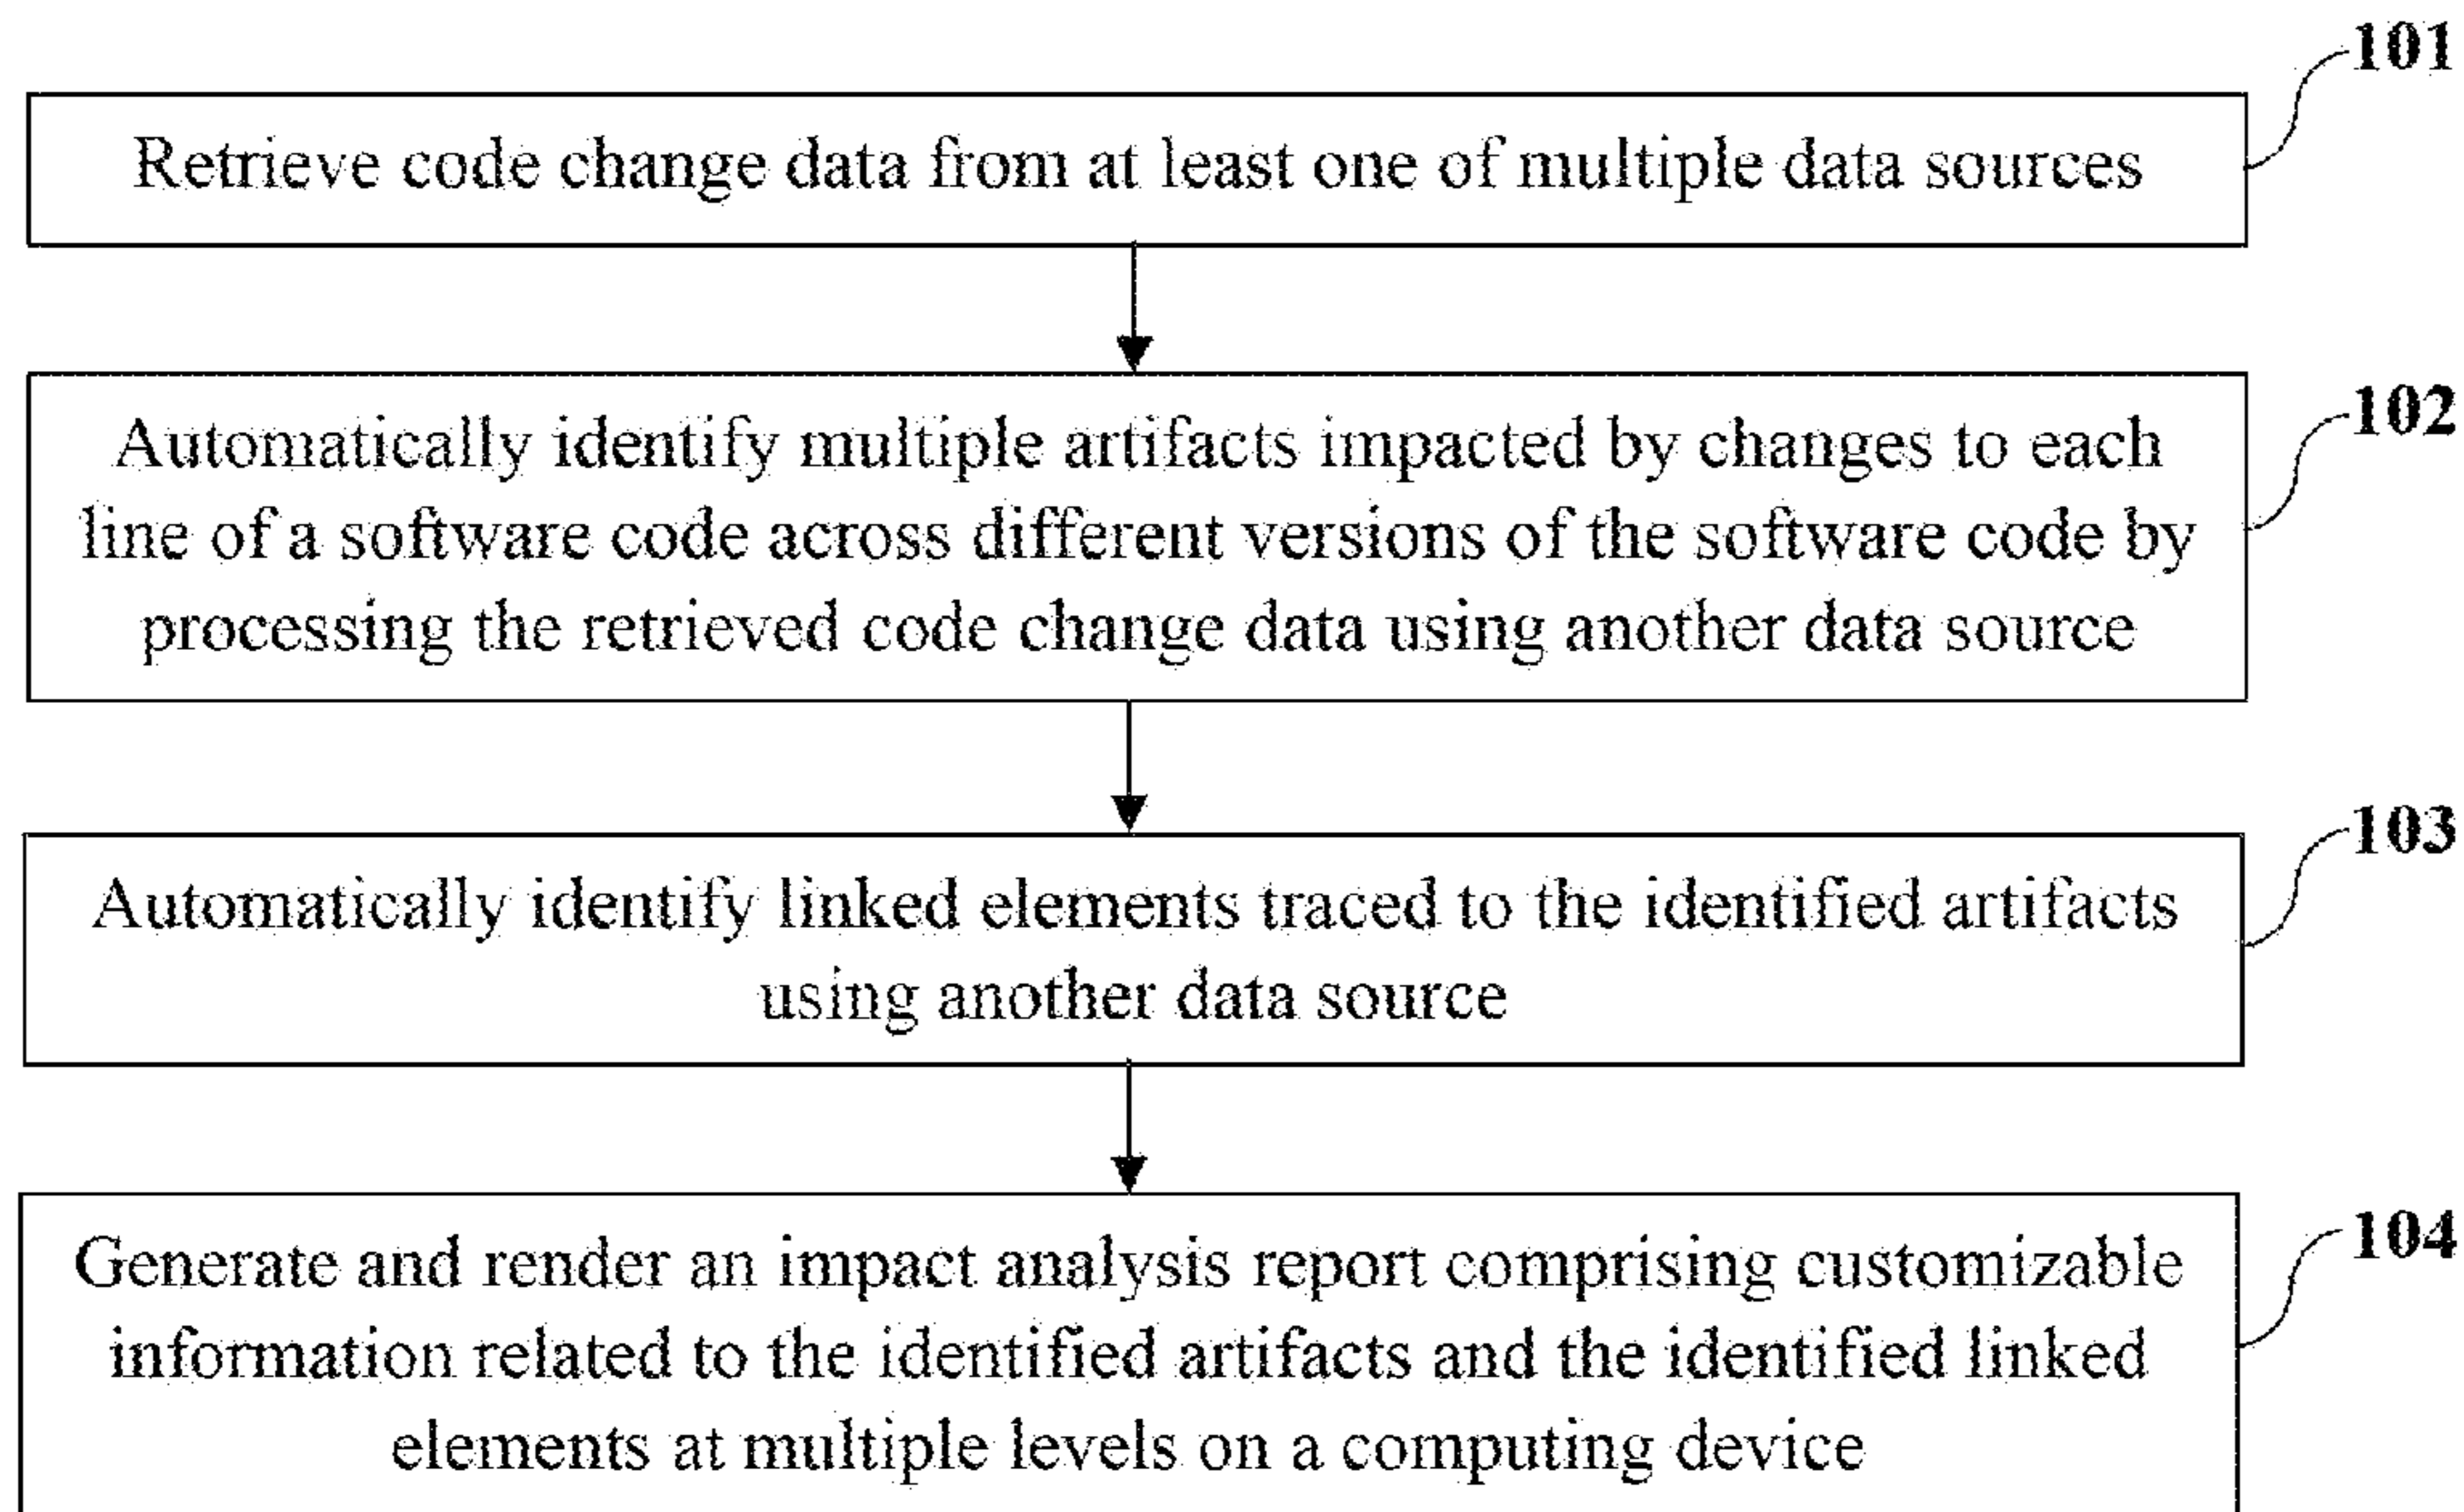 101
Retrieve code change data from at least one of multiple data sources
102
Automatically identify multiple artifacts impacted by changes to each
line of a software code across different versions of the software code by
processing the retrieved code change data using another data source
103
Automatically identify linked elements traced to the identified artifacts
using another data source
104
Generate and render an impact analysis report comprising customizable
information related to the identified artifacts and the identified linked
elements at multiple levels on a computing device